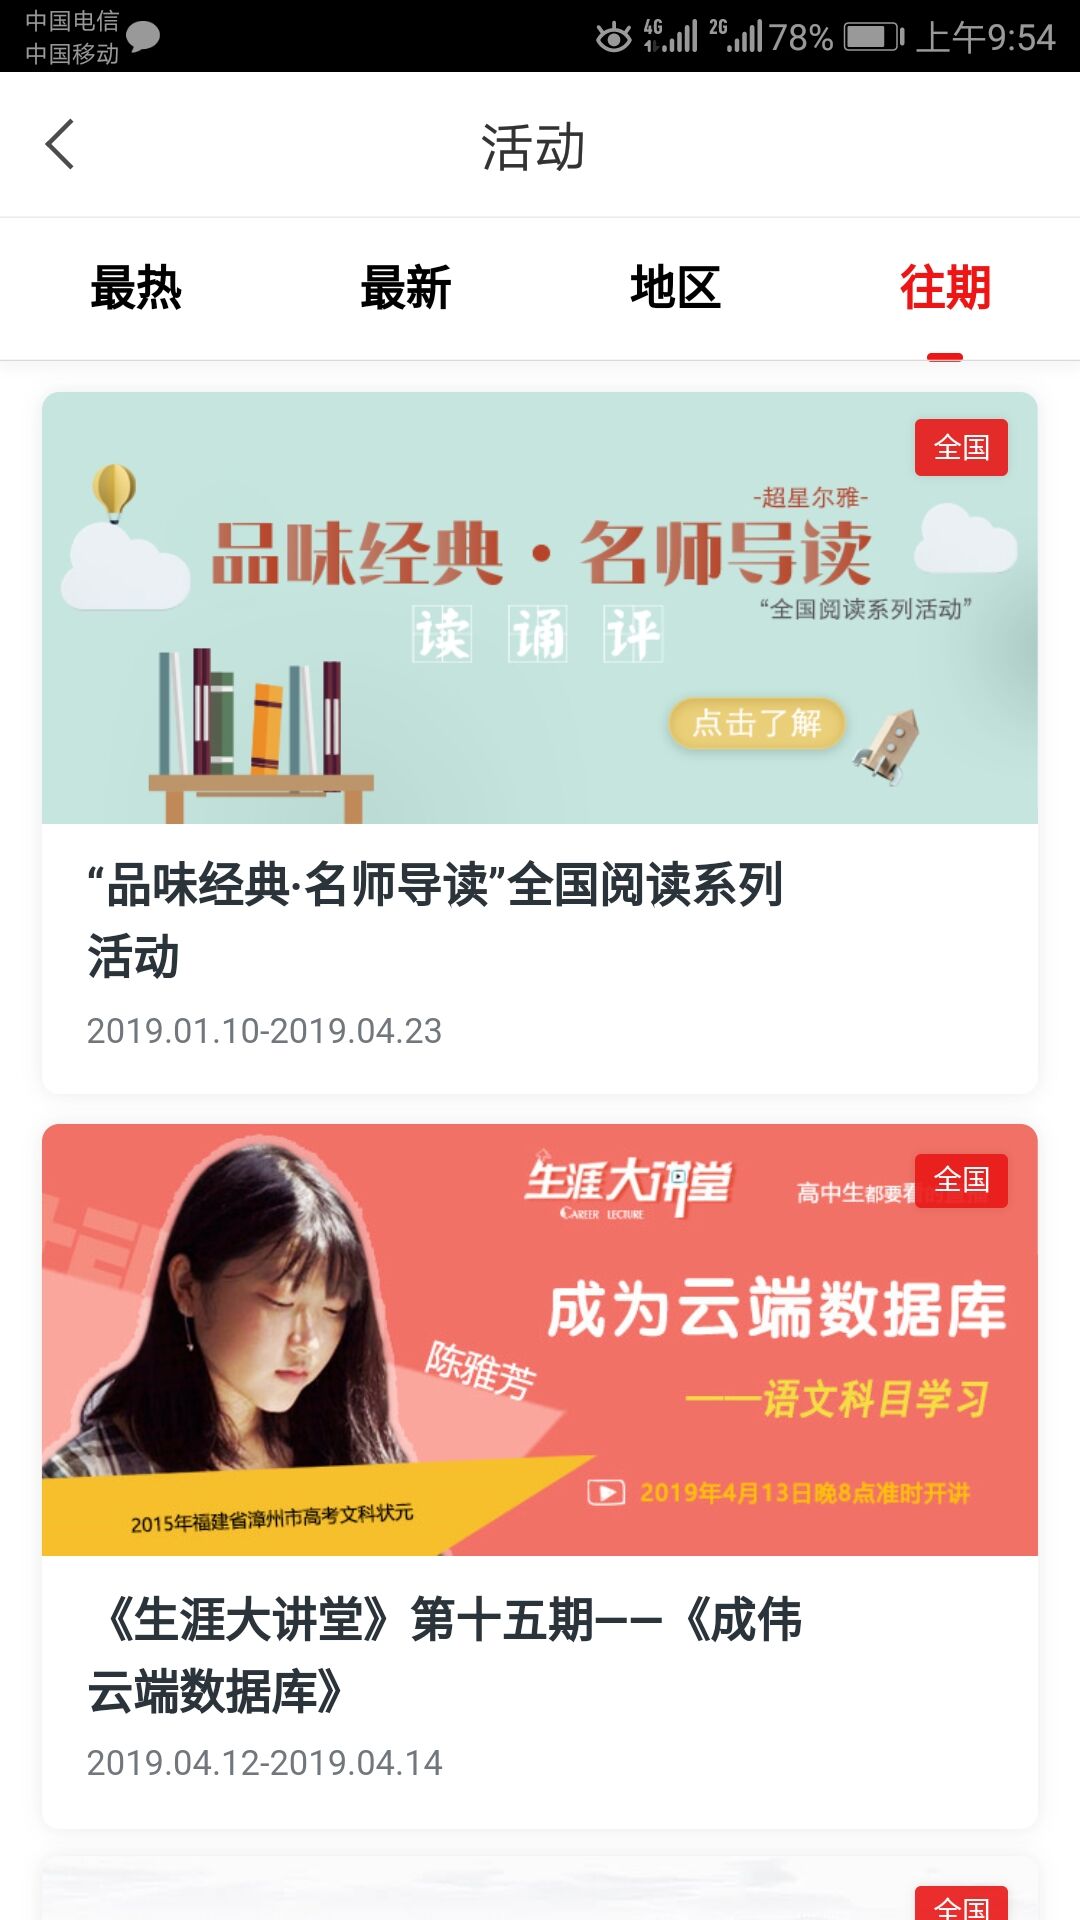 中国电信
中国移动
4G 2G 78% 上午9:54
活动
最热 最新 地区 往期
全国
-超星尔雅-
品味经典·名师导读
“全国阅读系列活动”
读 诵 评
点击了解
“品味经典·名师导读”全国阅读系列
活动
2019.01.10-2019.04.23
全国
生涯大讲堂
CAREER LECTURE
高中生都要看
成为云端数据库
——语文科目学习
陈雅芳
2019年4月13日晚8点准时开讲
2015年福建省漳州市高考文科状元
《生涯大讲堂》第十五期——《成伟
云端数据库》
2019.04.12-2019.04.14
全国